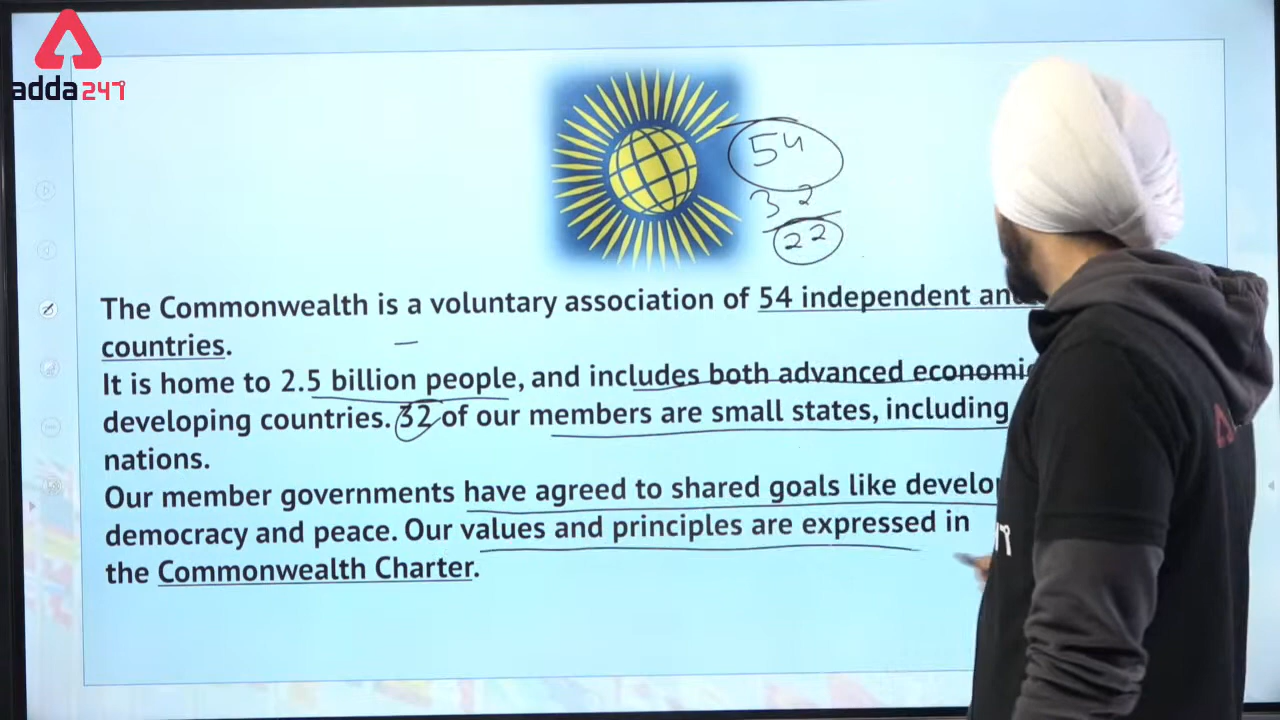 adda247
54
32
22
The Commonwealth is a voluntary association of 54 independent and
countries.
It is home to 2.5 billion people, and includes both advanced economi
developing countries. 32 of our members are small states, including
nations.
Our member governments have agreed to shared goals like develo
democracy and peace. Our values and principles are expressed in
the Commonwealth Charter.